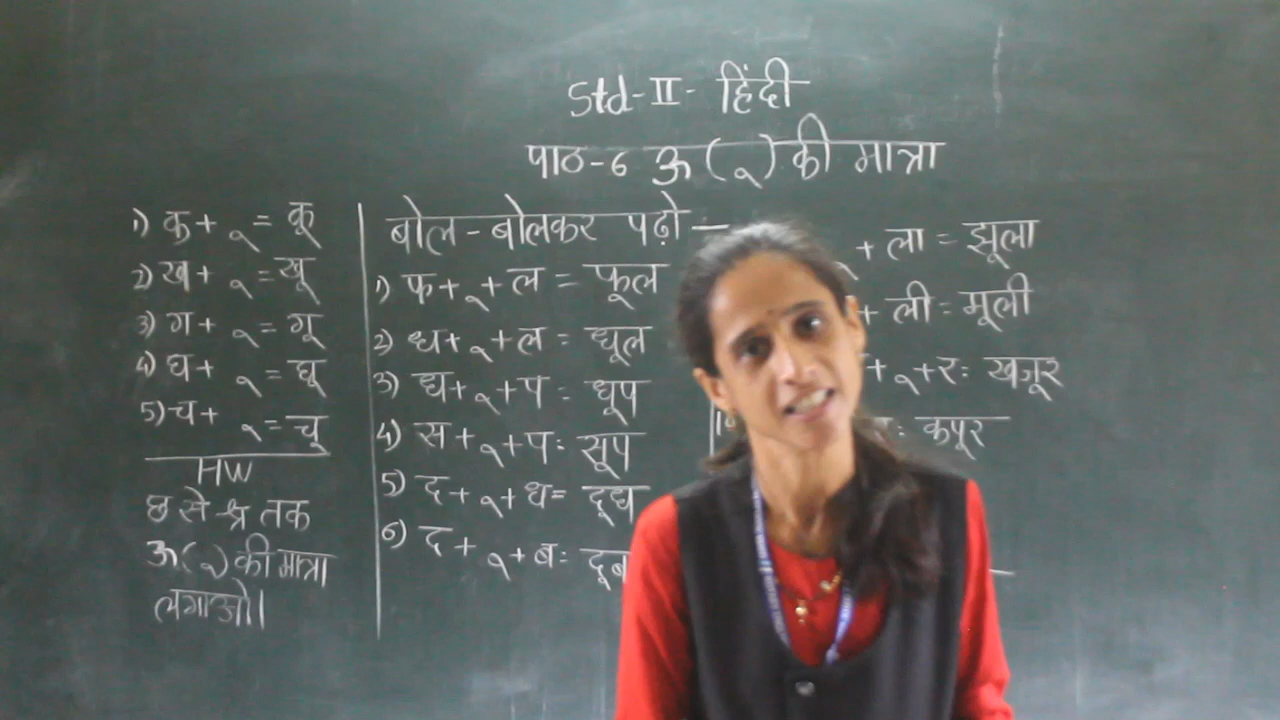 Std-II- हिंदी
पाठ-6 ऊ (ू) की मात्रा
1) क + ू = कू
2) ख + ू = खू
3) ग + ू = गू
4) घ + ू = घू
5) च + ू = चू
HW
छ से श्र तक
ऊ (ू) की मात्रा
लगाओ।
बोल-बोलकर पढ़ो –
1) फ + ू + ल = फूल
2) ध + ू + ल = धूल
3) ध + ू + प = धूप
4) स + ू + प = सूप
5) द + ू + ध = दूध
6) द + ू + ब = दूब
ू + ला = झूला
+ ली = मूली
+ ू + र = खजूर
= कपूर